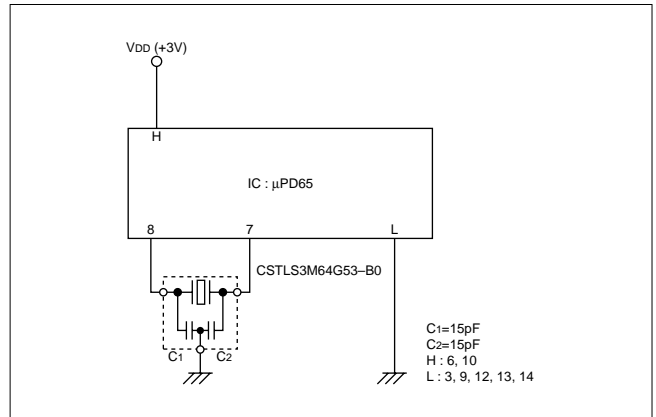 VDD (+3V)
H
IC : μPD65
8 7 L
CSTLS3M64G53–B0
C1 C2
C1=15pF
C2=15pF
H : 6, 10
L : 3, 9, 12, 13, 14